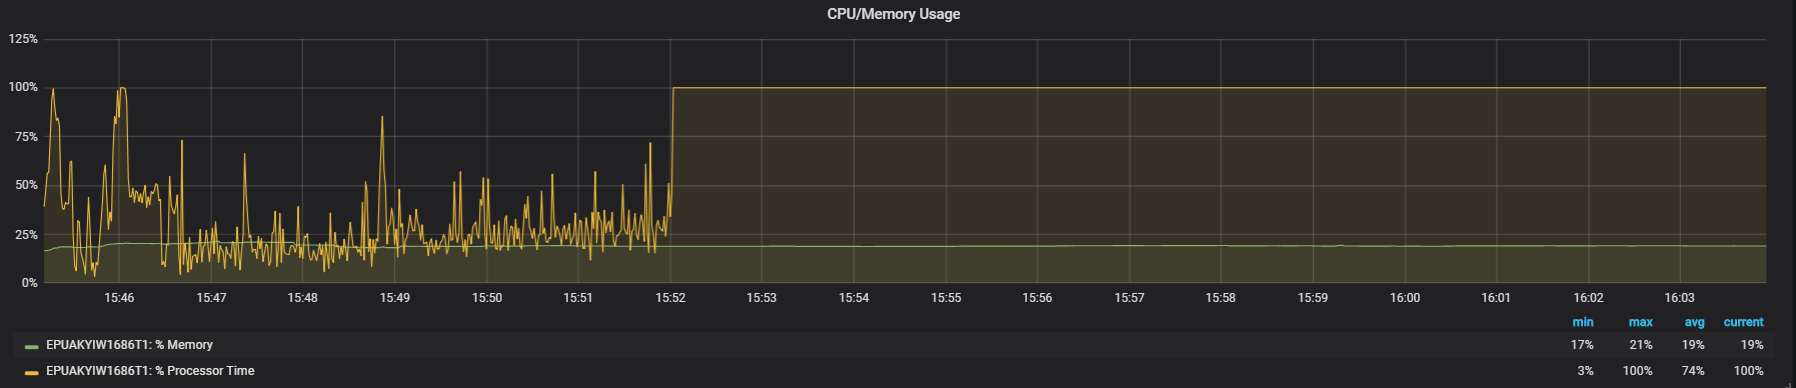 CPU/Memory Usage
125%
100%
75%
50%
25%
0%
15:46 15:47 15:48 15:49 15:50 15:51 15:52 15:53 15:54 15:55 15:56 15:57 15:58 15:59 16:00 16:01 16:02 16:03
min max avg current
EPUAKYIW1686T1: % Memory 17% 21% 19% 19%
EPUAKYIW1686T1: % Processor Time 3% 100% 74% 100%